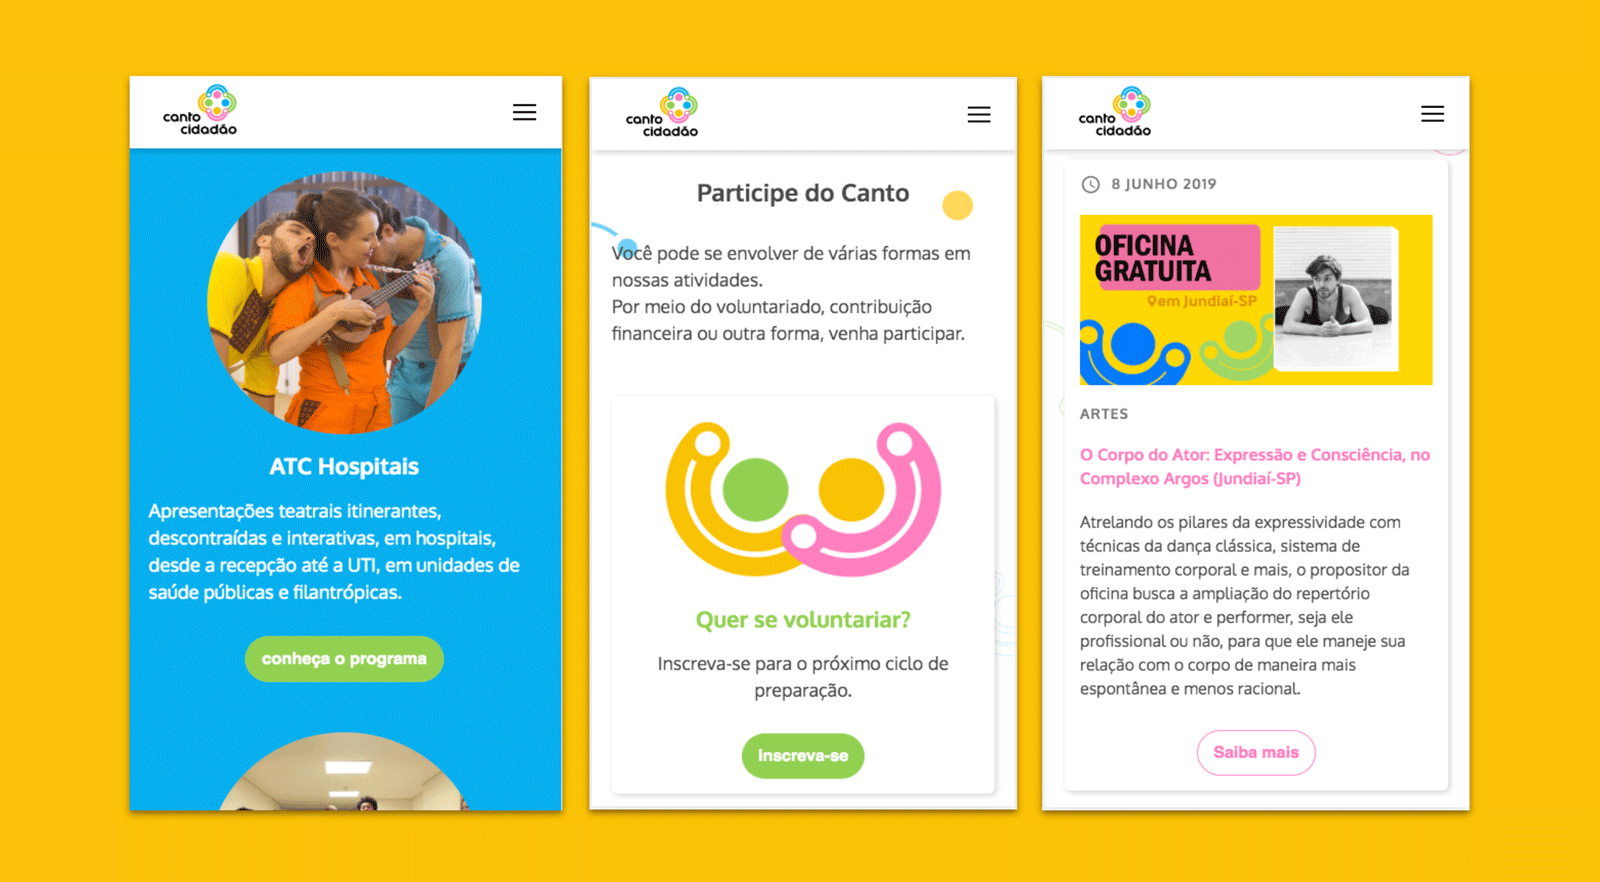 canto
cidadão
ATC Hospitais
Apresentações teatrais itinerantes,
descontraídas e interativas, em hospitais,
desde a recepção até a UTI, em unidades de
saúde públicas e filantrópicas.
conheça o programa
canto
cidadão
Participe do Canto
Você pode se envolver de várias formas em
nossas atividades.
Por meio do voluntariado, contribuição
financeira ou outra forma, venha participar.
Quer se voluntariar?
Inscreva-se para o próximo ciclo de
preparação.
inscreva-se
canto
cidadão
8 JUNHO 2019
OFICINA
GRATUITA
em Jundiaí-SP
ARTES
O Corpo do Ator: Expressão e Consciência, no
Complexo Argos (Jundiaí-SP)
Atrelando os pilares da expressividade com
técnicas da dança clássica, sistema de
treinamento corporal e mais, o propositor da
oficina busca a ampliação do repertório
corporal do ator e performer, seja ele
profissional ou não, para que ele maneje sua
relação com o corpo de maneira mais
espontânea e menos racional.
Saiba mais